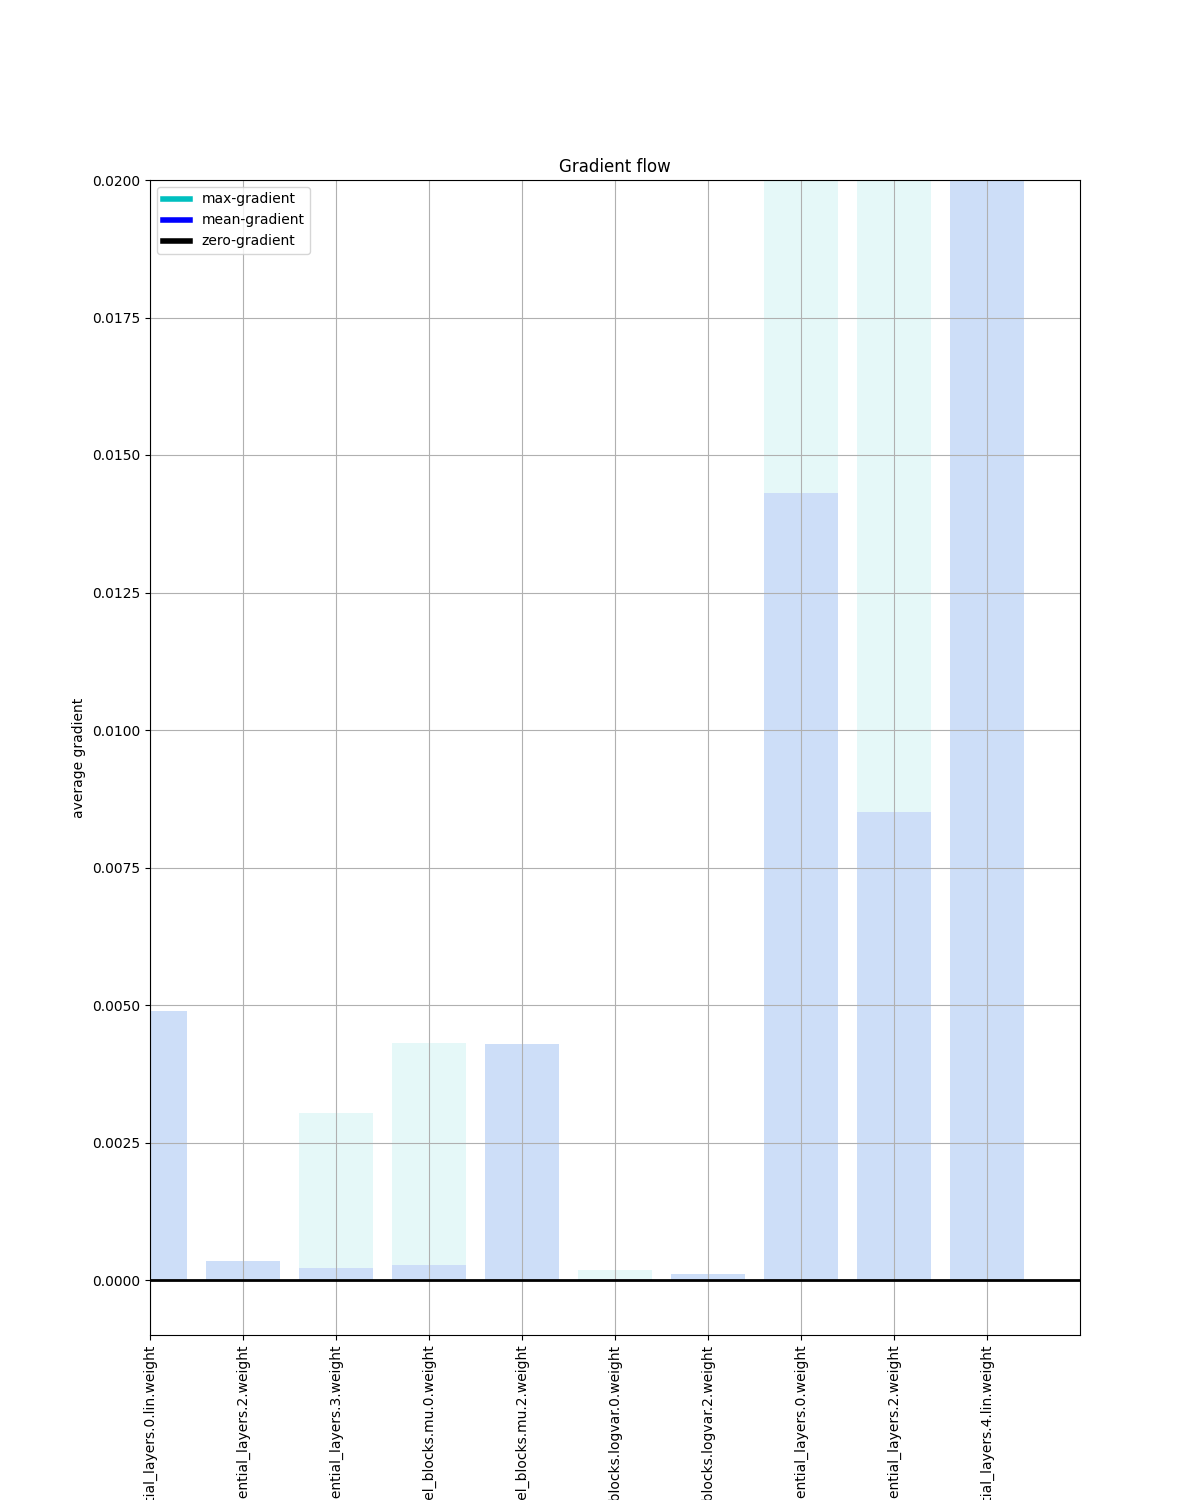 Gradient flow
max-gradient
mean-gradient
zero-gradient
0.0200
0.0175
0.0150
0.0125
0.0100
0.0075
0.0050
0.0025
0.0000
average gradient
tial_layers.0.lin.weight
ential_layers.2.weight
ential_layers.3.weight
el_blocks.mu.0.weight
el_blocks.mu.2.weight
blocks.logvar.0.weight
blocks.logvar.2.weight
ential_layers.0.weight
ential_layers.2.weight
tial_layers.4.lin.weight